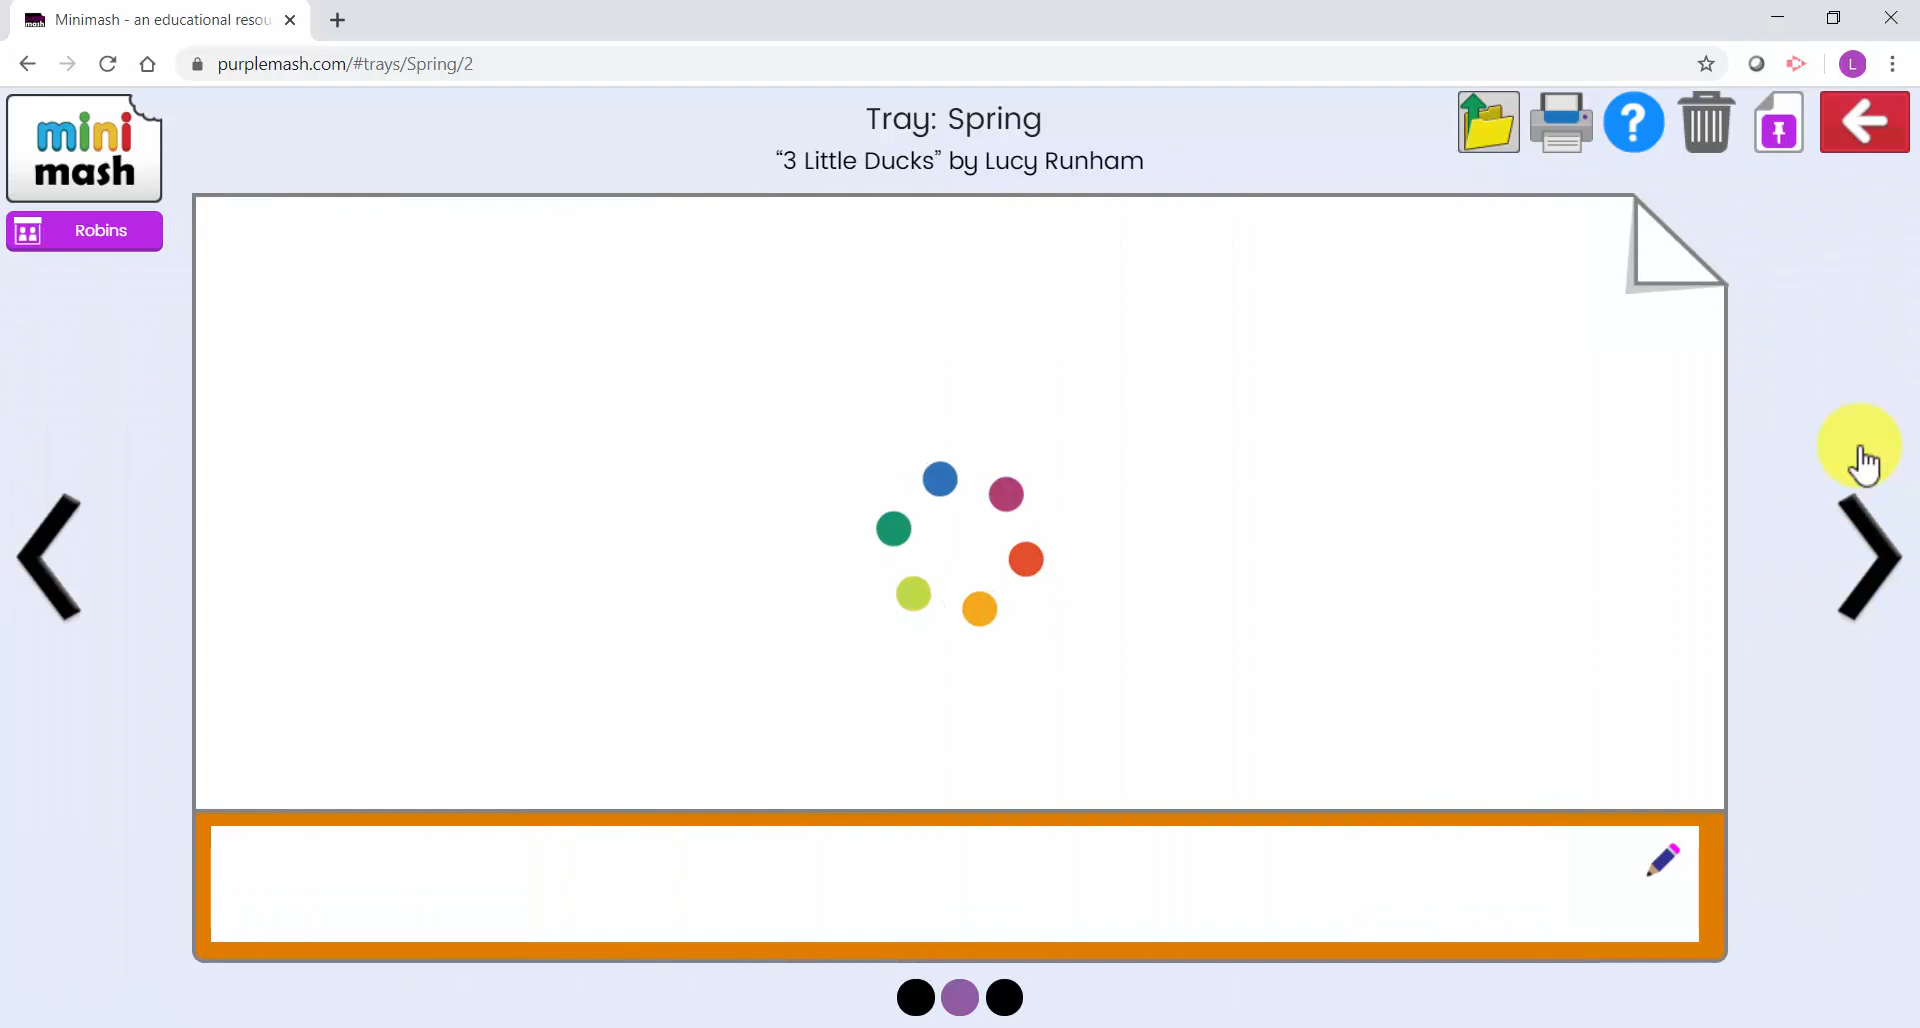 Minimash - an educational resou
purplemash.com/#trays/Spring/2
L
mini
mash
Tray: Spring
“3 Little Ducks” by Lucy Runham
?
Robins